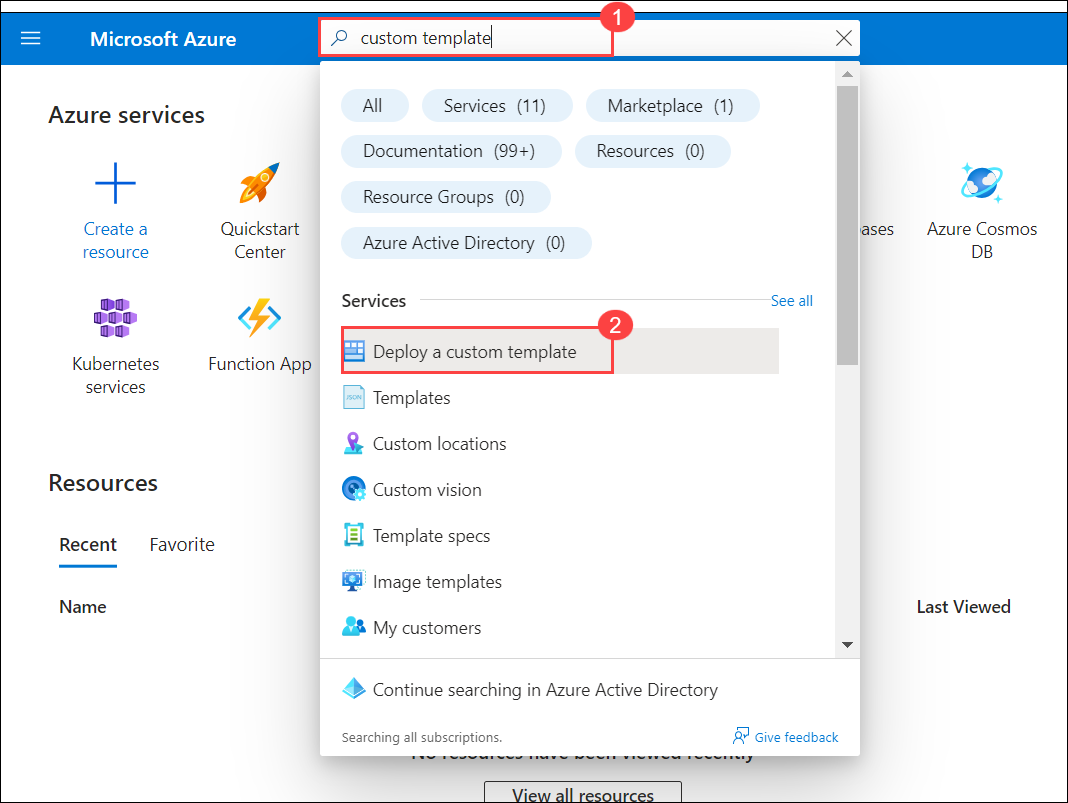 Microsoft Azure
custom template
1
All
Services (11)
Marketplace (1)
Documentation (99+)
Resources (0)
Resource Groups (0)
Azure Active Directory (0)
Services
See all
2
Deploy a custom template
Templates
JSON
Custom locations
Custom vision
Template specs
Image templates
My customers
Continue searching in Azure Active Directory
Searching all subscriptions.
Give feedback
Azure services
Create a
resource
Quickstart
Center
ases
Azure Cosmos
DB
Kubernetes
services
Function App
Resources
Recent
Favorite
Name
Last Viewed
No resources have been viewed recently
View all resources